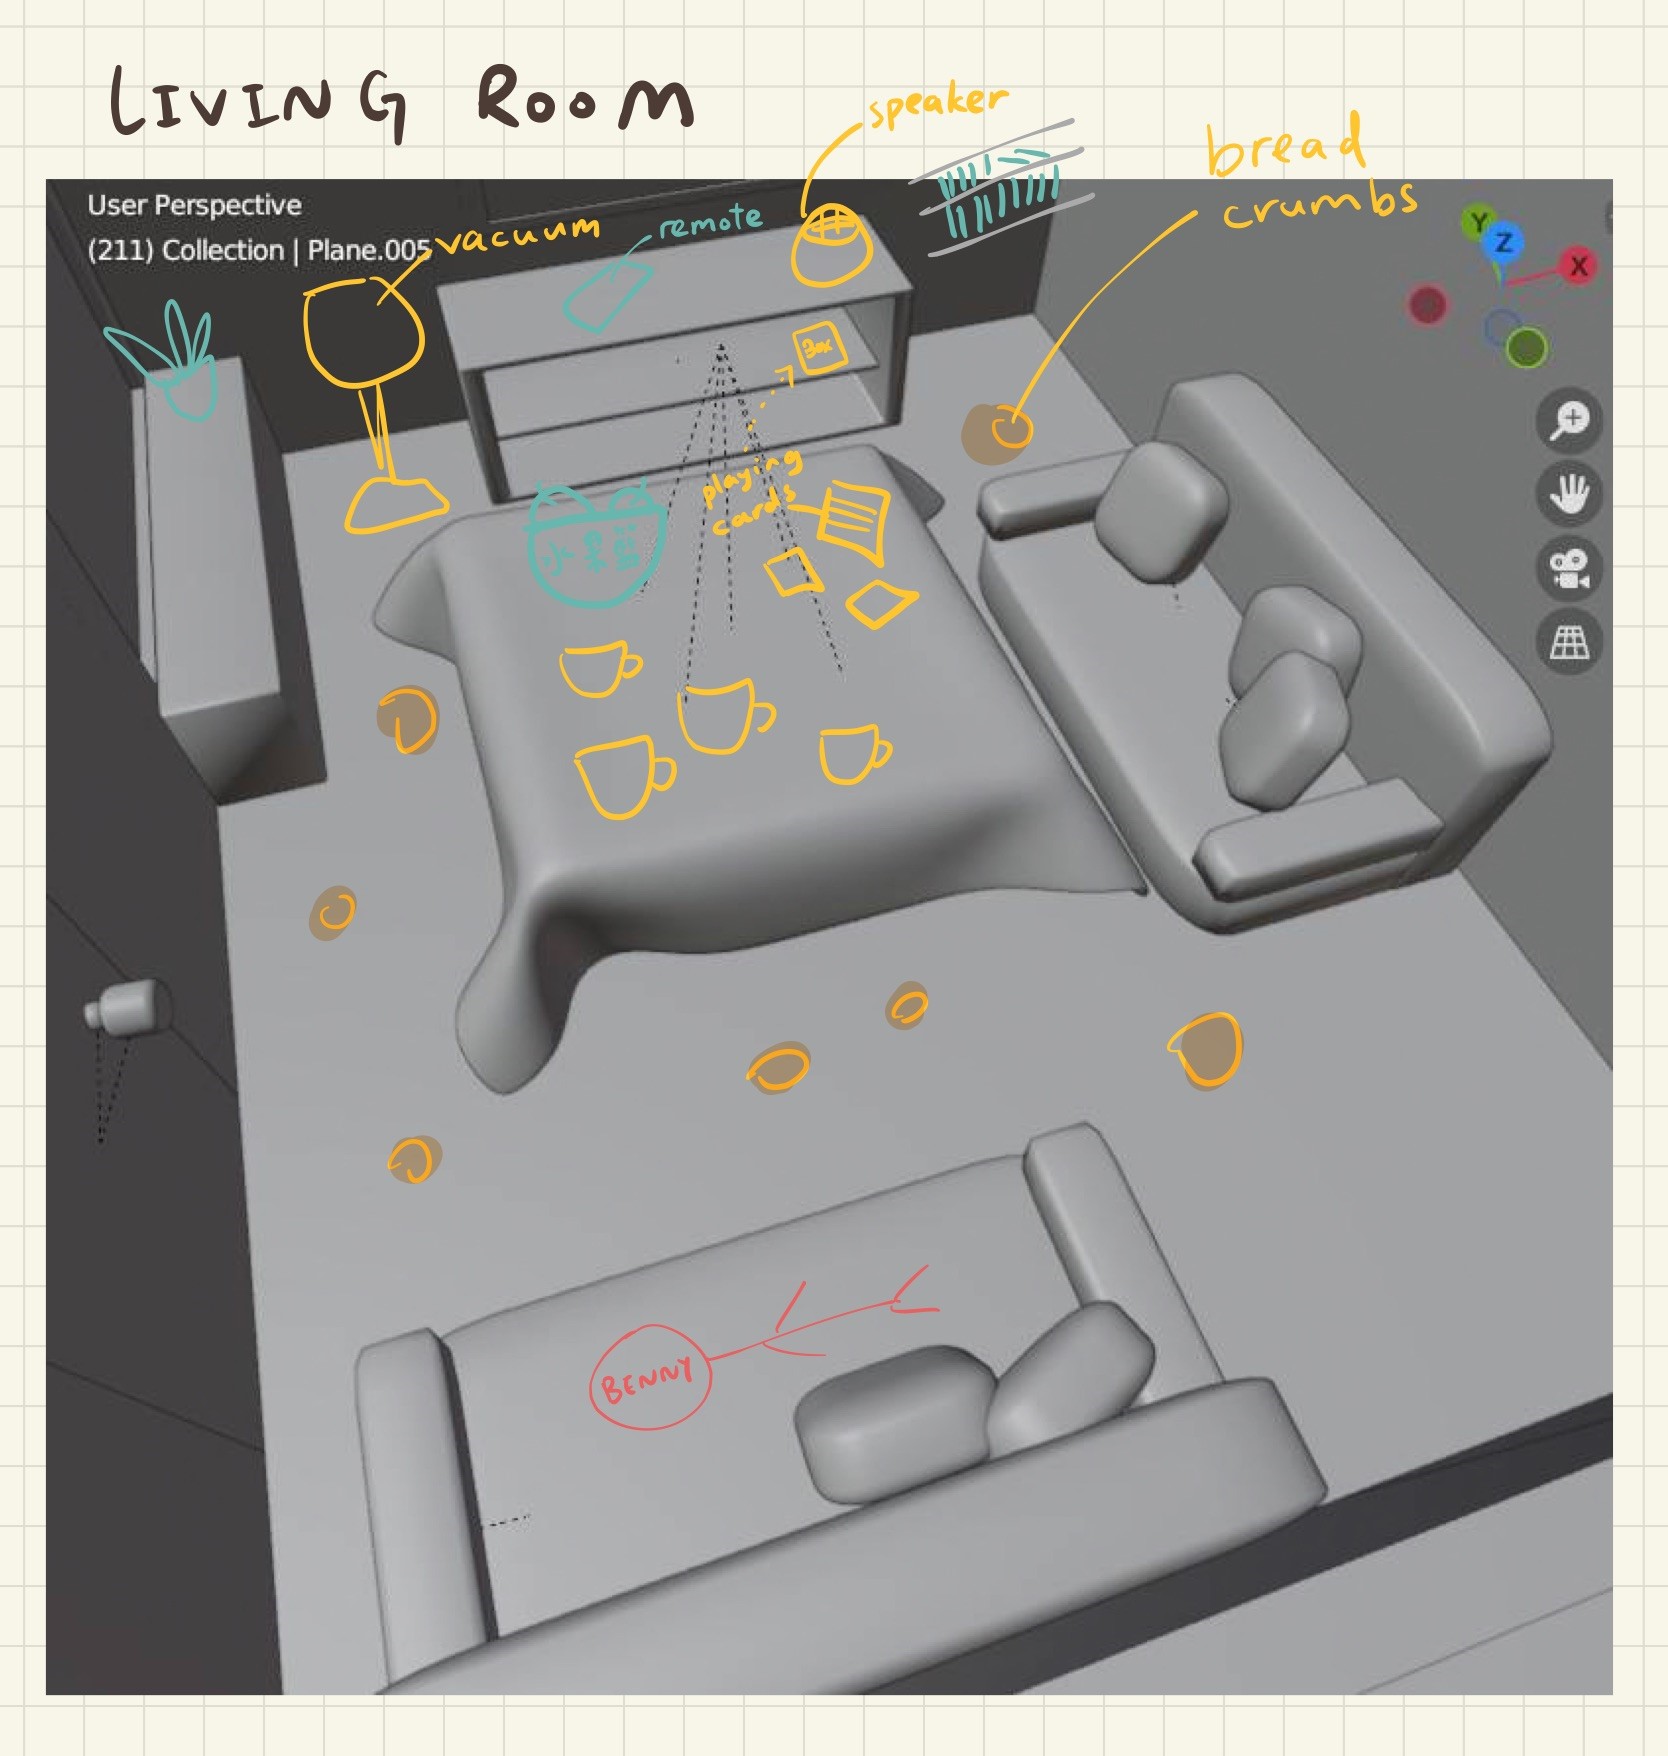 LIVING ROOM
speaker
bread
crumbs
User Perspective
(211) Collection | Plane.005
vacuum
remote
Y
Z
X
Box
playing
cards
BENNY